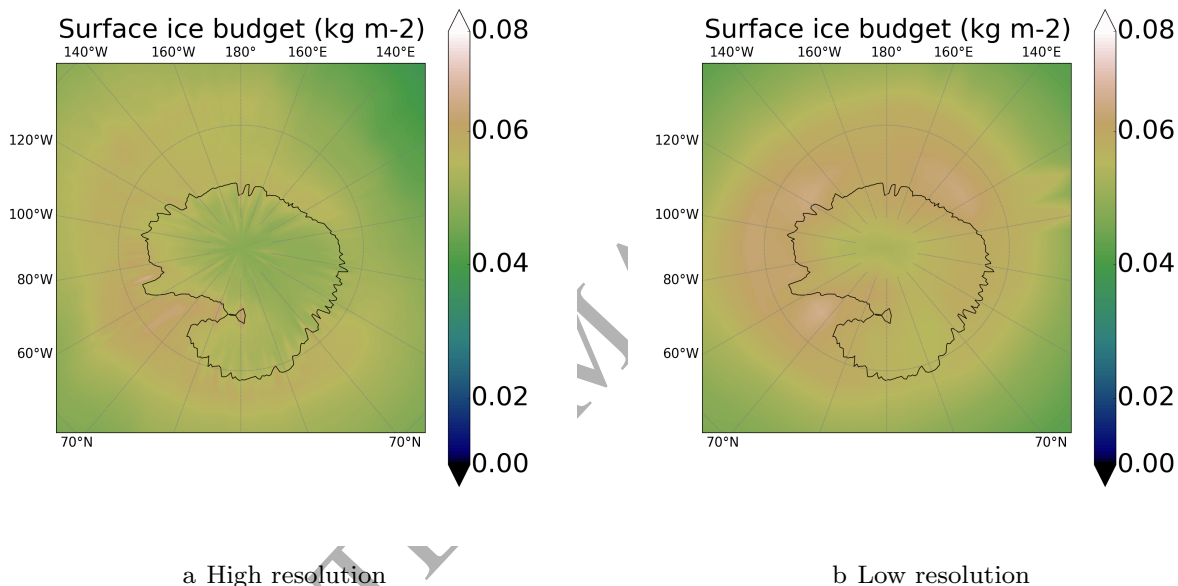 Surface ice budget (kg m-2)
140°W 160°W 180° 160°E 140°E
120°W
100°W
80°W
60°W
70°N 70°N
0.08
0.06
0.04
0.02
0.00
a High resolution
Surface ice budget (kg m-2)
140°W 160°W 180° 160°E 140°E
120°W
100°W
80°W
60°W
70°N 70°N
0.08
0.06
0.04
0.02
0.00
b Low resolution